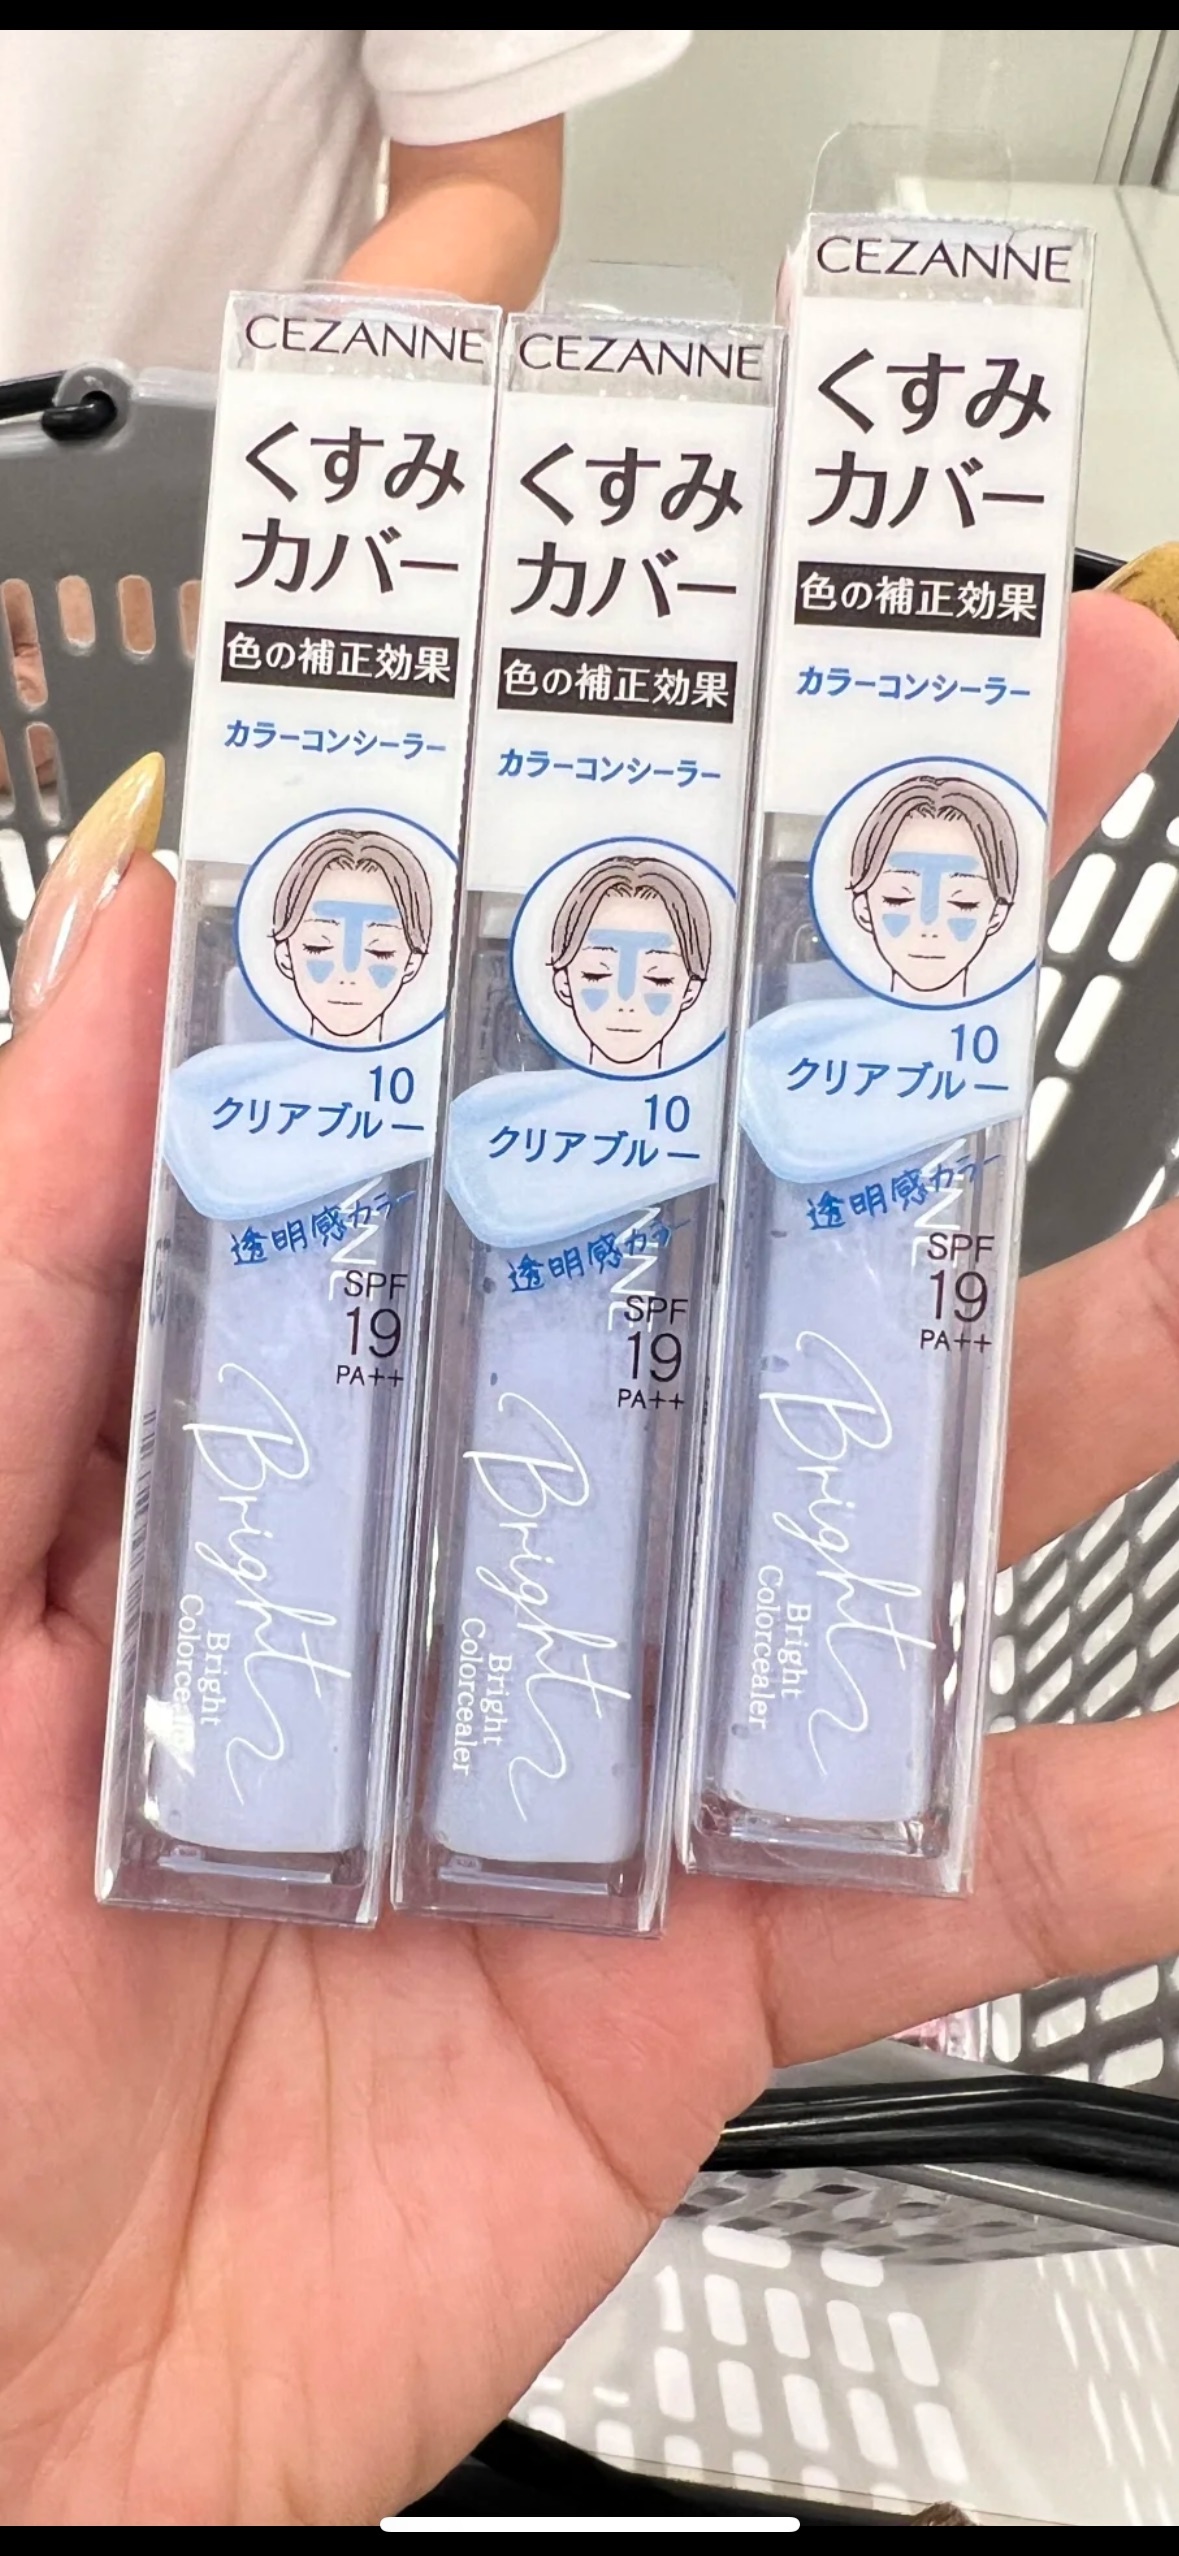 CEZANNE
くすみ
カバー
色の補正効果
カラーコンシーラー
10
クリアブルー
透明感カラー
SPF
19
PA++
Bright
Bright
Colorcealer
CEZANNE
くすみ
カバー
色の補正効果
カラーコンシーラー
10
クリアブルー
透明感カラー
SPF
19
PA++
Bright
Bright
Colorcealer
CEZANNE
くすみ
カバー
色の補正効果
カラーコンシーラー
10
クリアブルー
透明感カラー
SPF
19
PA++
Bright
Bright
Colorcealer